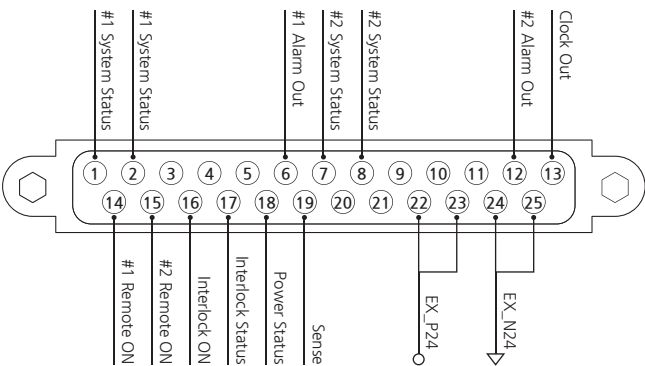 #1 System Status
#1 System Status
#1 Alarm Out
#2 System Status
#2 System Status
#2 Alarm Out
Clock Out
1 2 3 4 5 6 7 8 9 10 11 12 13
14 15 16 17 18 19 20 21 22 23 24 25
#1 Remote ON
#2 Remote ON
Interlock ON
Interlock Status
Power Status
Sense
EX_P24
EX_N24